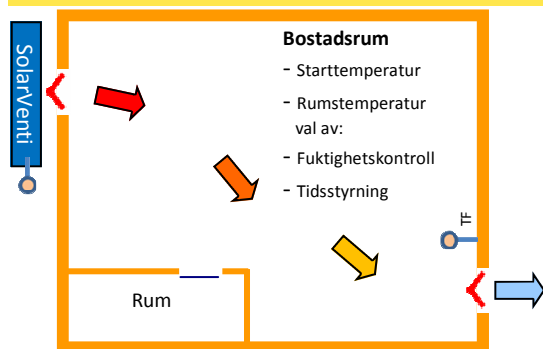 SolarVenti
Bostadsrum
- Starttemperatur
- Rumstemperatur
val av:
- Fuktighetskontroll
- Tidsstyrning
TF
Rum